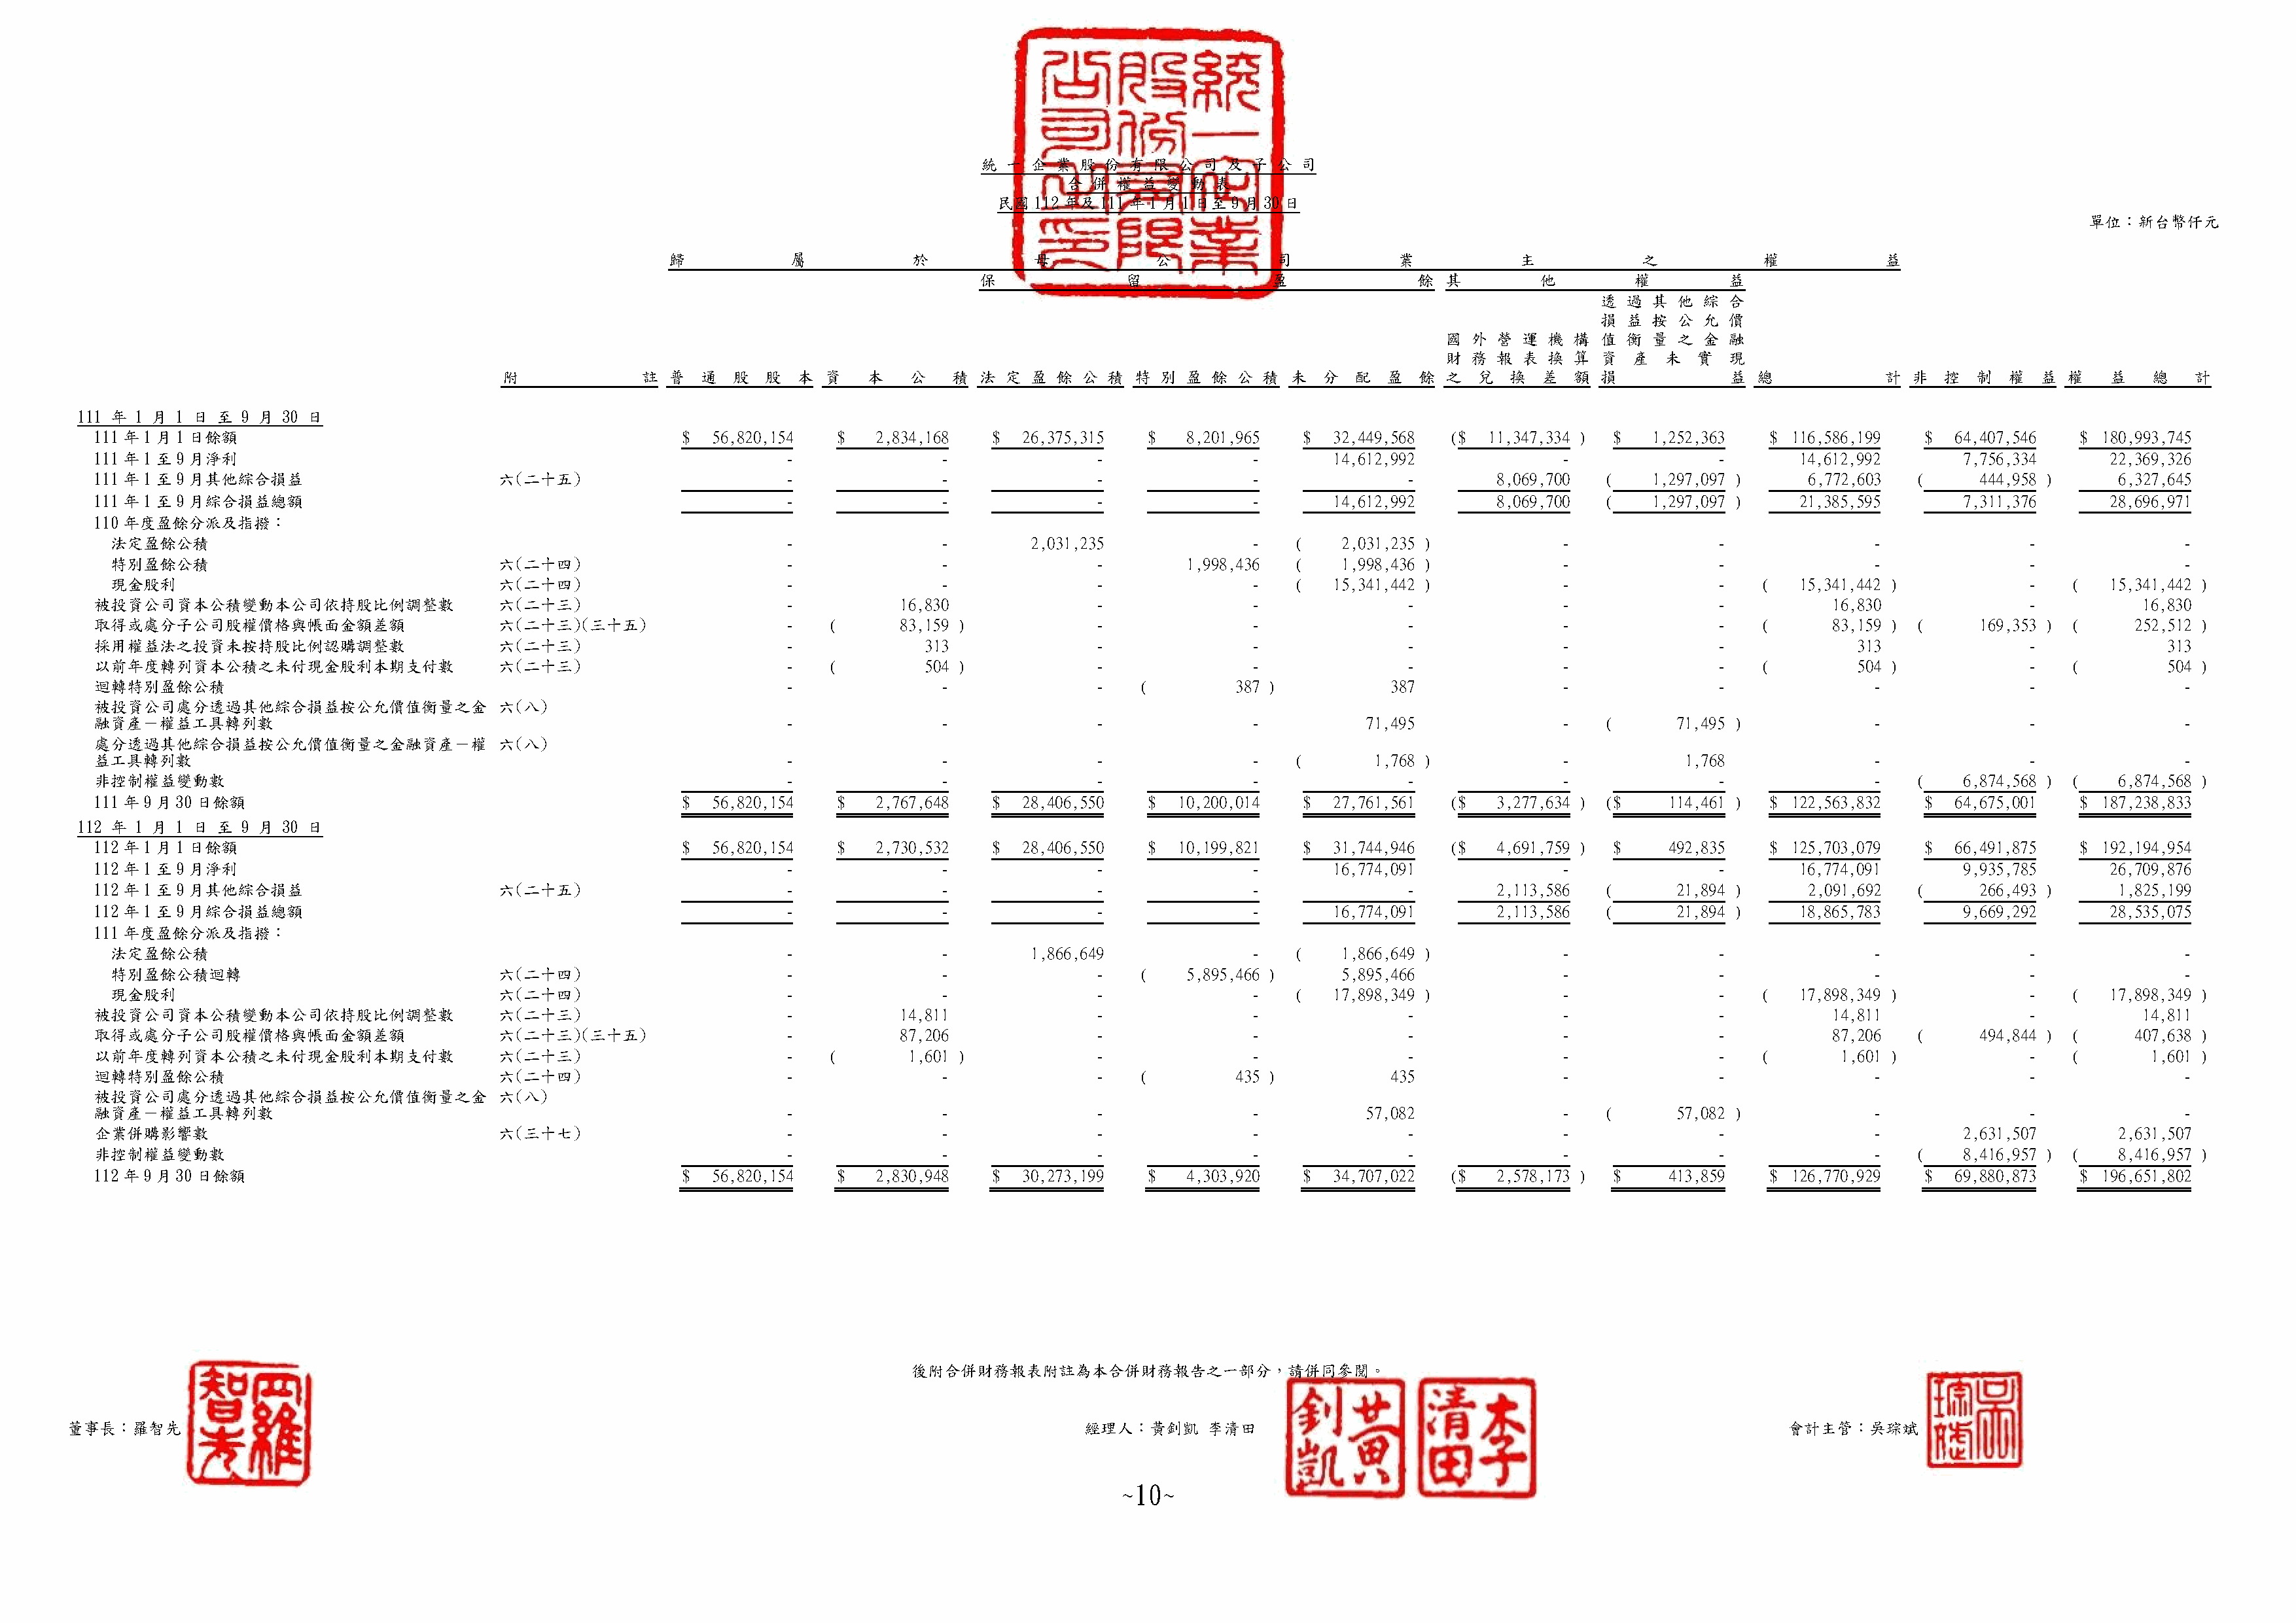 統一企業股份有限公司及子公司
合併權益變動表
民國112年及111年1月1日至9月30日
單位：新台幣仟元
歸屬於母公司業主之權益
保留盈餘 其他權益
透過其他綜合
損益按公允價
國外營運機構 值衡量之金融
財務報表換算 資產未實現
附註 普通股股本 資本公積 法定盈餘公積 特別盈餘公積 未分配盈餘 之兌換差額 損益 總計 非控制權益 權益總計
111年1月1日至9月30日
111年1月1日餘額 $ 56,820,154 $ 2,834,168 $ 26,375,315 $ 8,201,965 $ 32,449,568 ($ 11,347,334 ) $ 1,252,363 $ 116,586,199 $ 64,407,546 $ 180,993,745
111年1至9月淨利 - - - - 14,612,992 - - 14,612,992 7,756,334 22,369,326
111年1至9月其他綜合損益 六(二十五) - - - - - 8,069,700 ( 1,297,097 ) 6,772,603 ( 444,958 ) 6,327,645
111年1至9月綜合損益總額 - - - - 14,612,992 8,069,700 ( 1,297,097 ) 21,385,595 7,311,376 28,696,971
110年度盈餘分派及指撥：
法定盈餘公積 - - 2,031,235 - ( 2,031,235 ) - - - - -
特別盈餘公積 六(二十四) - - - 1,998,436 ( 1,998,436 ) - - - - -
現金股利 六(二十四) - - - - ( 15,341,442 ) - - ( 15,341,442 ) - ( 15,341,442 )
被投資公司資本公積變動本公司依持股比例調整數 六(二十三) - 16,830 - - - - - 16,830 - 16,830
取得或處分子公司股權價格與帳面金額差額 六(二十三)(三十五) - ( 83,159 ) - - - - - ( 83,159 ) ( 169,353 ) ( 252,512 )
採用權益法之投資未按持股比例認購調整數 六(二十三) - 313 - - - - - 313 - 313
以前年度轉列資本公積之未付現金股利本期支付數 六(二十三) - ( 504 ) - - - - - ( 504 ) - ( 504 )
迴轉特別盈餘公積 - - - ( 387 ) 387 - - - - -
被投資公司處分透過其他綜合損益按公允價值衡量之金 六(八)
融資產－權益工具轉列數 - - - - 71,495 - ( 71,495 ) - - -
處分透過其他綜合損益按公允價值衡量之金融資產－權 六(八)
益工具轉列數 - - - - ( 1,768 ) - 1,768 - - -
非控制權益變動數 - - - - - - - - ( 6,874,568 ) ( 6,874,568 )
111年9月30日餘額 $ 56,820,154 $ 2,767,648 $ 28,406,550 $ 10,200,014 $ 27,761,561 ($ 3,277,634 ) ($ 114,461 ) $ 122,563,832 $ 64,675,001 $ 187,238,833
112年1月1日至9月30日
112年1月1日餘額 $ 56,820,154 $ 2,730,532 $ 28,406,550 $ 10,199,821 $ 31,744,946 ($ 4,691,759 ) $ 492,835 $ 125,703,079 $ 66,491,875 $ 192,194,954
112年1至9月淨利 - - - - 16,774,091 - - 16,774,091 9,935,785 26,709,876
112年1至9月其他綜合損益 六(二十五) - - - - - 2,113,586 ( 21,894 ) 2,091,692 ( 266,493 ) 1,825,199
112年1至9月綜合損益總額 - - - - 16,774,091 2,113,586 ( 21,894 ) 18,865,783 9,669,292 28,535,075
111年度盈餘分派及指撥：
法定盈餘公積 - - 1,866,649 - ( 1,866,649 ) - - - - -
特別盈餘公積迴轉 六(二十四) - - - ( 5,895,466 ) 5,895,466 - - - - -
現金股利 六(二十四) - - - - ( 17,898,349 ) - - ( 17,898,349 ) - ( 17,898,349 )
被投資公司資本公積變動本公司依持股比例調整數 六(二十三) - 14,811 - - - - - 14,811 - 14,811
取得或處分子公司股權價格與帳面金額差額 六(二十三)(三十五) - 87,206 - - - - - 87,206 ( 494,844 ) ( 407,638 )
以前年度轉列資本公積之未付現金股利本期支付數 六(二十三) - ( 1,601 ) - - - - - ( 1,601 ) - ( 1,601 )
迴轉特別盈餘公積 六(二十四) - - - ( 435 ) 435 - - - - -
被投資公司處分透過其他綜合損益按公允價值衡量之金 六(八)
融資產－權益工具轉列數 - - - - 57,082 - ( 57,082 ) - - -
企業併購影響數 六(三十七) - - - - - - - - 2,631,507 2,631,507
非控制權益變動數 - - - - - - - - ( 8,416,957 ) ( 8,416,957 )
112年9月30日餘額 $ 56,820,154 $ 2,830,948 $ 30,273,199 $ 4,303,920 $ 34,707,022 ($ 2,578,173 ) $ 413,859 $ 126,770,929 $ 69,880,873 $ 196,651,802
後附合併財務報表附註為本合併財務報告之一部分，請併同參閱。
董事長：羅智先 羅智先 經理人：黃釗凱 李清田 黃釗凱 李清田 會計主管：吳琮斌 吳琮斌
~10~
統一企業股份有限公司之印